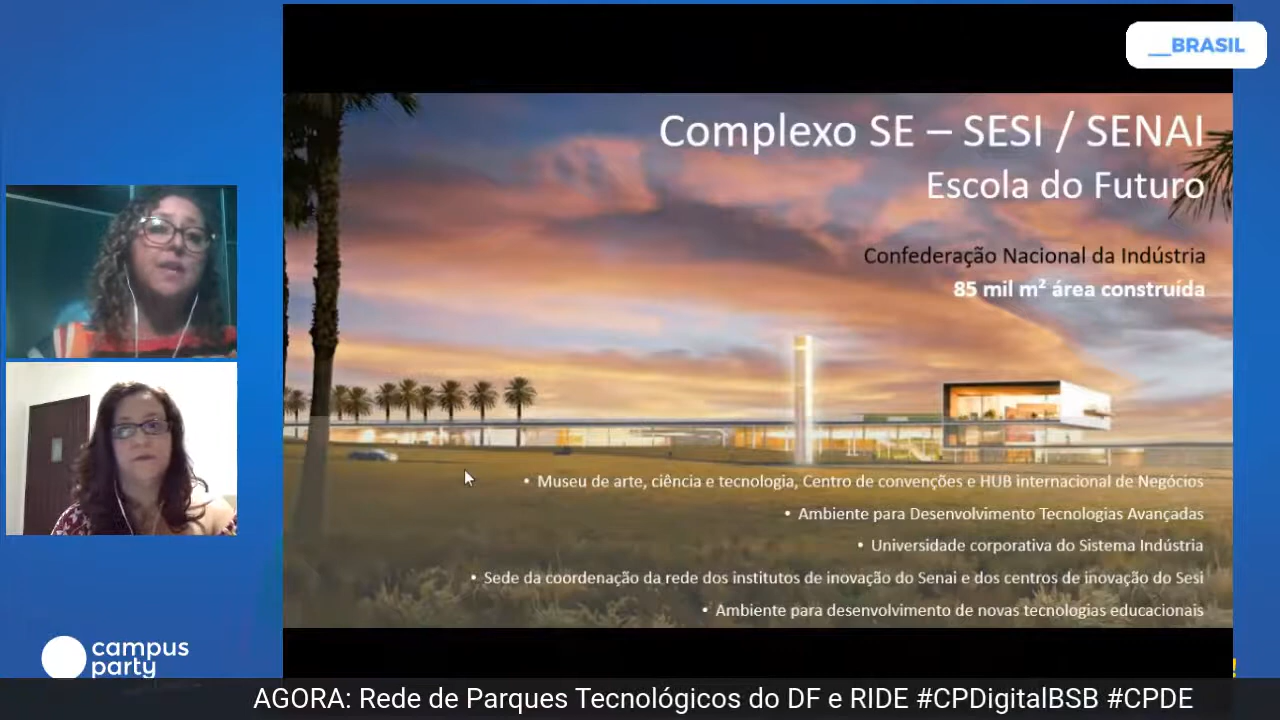 __BRASIL
Complexo SE – SESI / SENAI
Escola do Futuro
Confederação Nacional da Indústria
85 mil m² área construída
• Museu de arte, ciência e tecnologia, Centro de convenções e HUB internacional de Negócios
• Ambiente para Desenvolvimento Tecnologias Avançadas
• Universidade corporativa do Sistema Indústria
• Sede da coordenação da rede dos institutos de inovação do Senai e dos centros de inovação do Sesi
• Ambiente para desenvolvimento de novas tecnologias educacionais
campus
party
AGORA: Rede de Parques Tecnológicos do DF e RIDE #CPDigitalBSB #CPDE